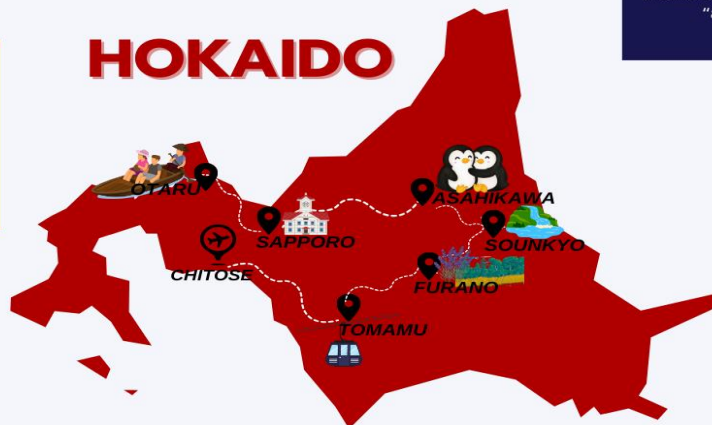 HOKAIDO
OTARU
ASAHIKAWA
SAPPORO
SOUNKYO
CHITOSE
FURANO
TOMAMU